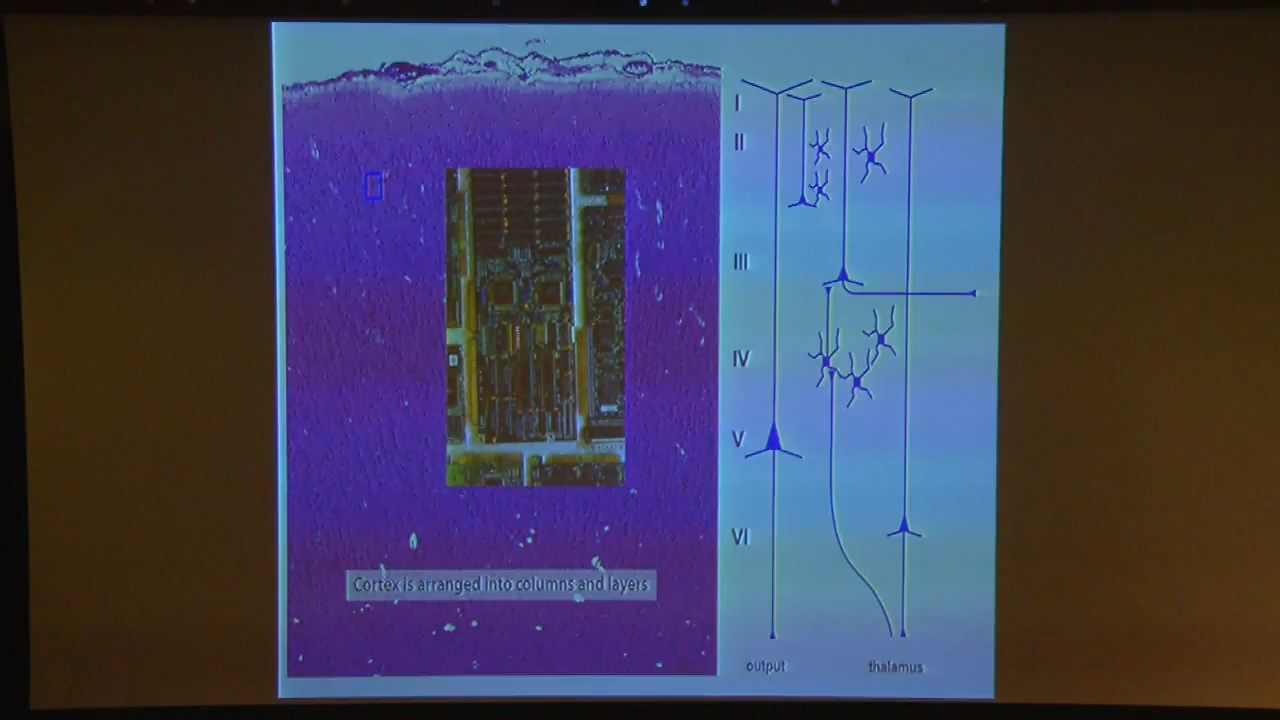 I
II
III
IV
V
VI
Cortex is arranged into columns and layers
output
thalamus